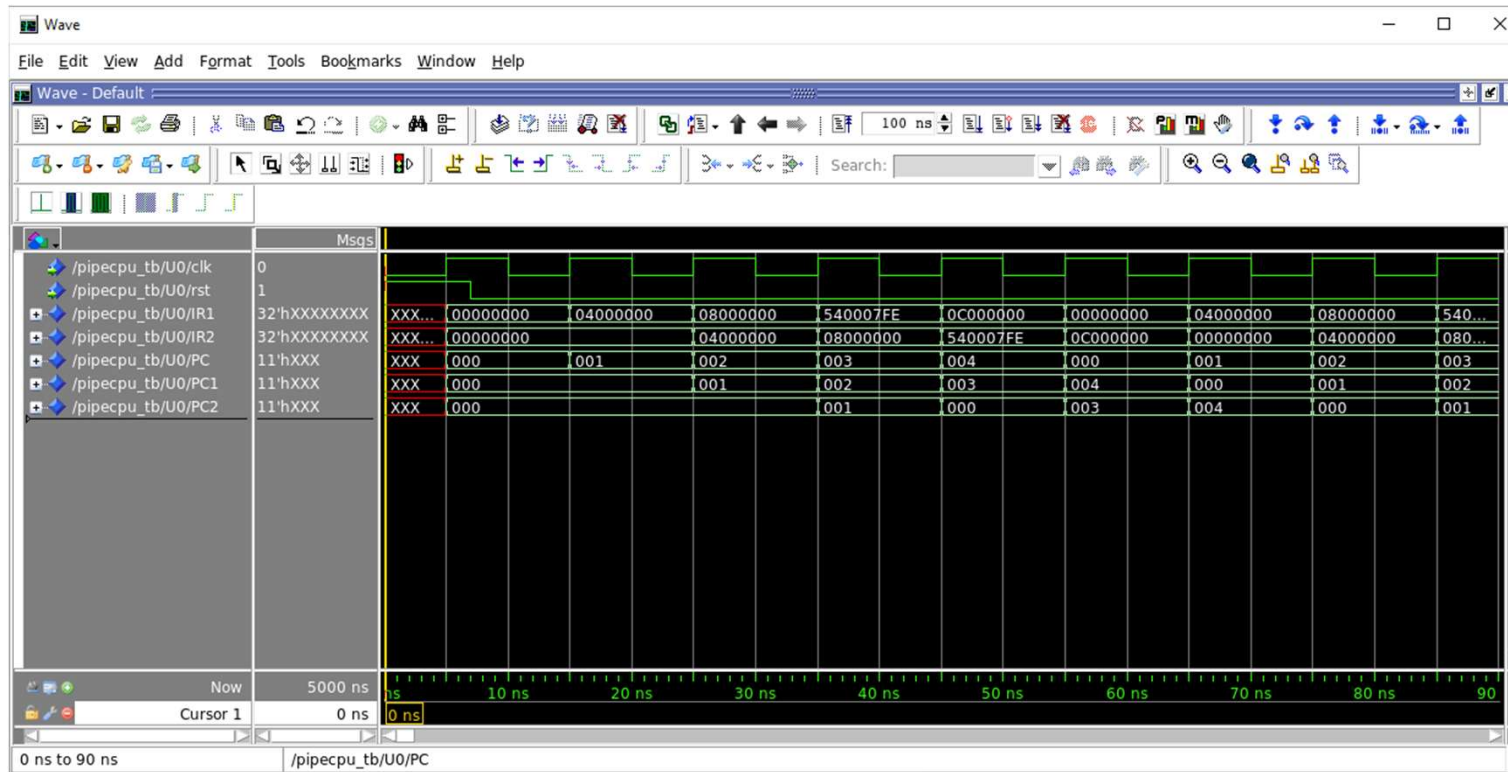 Wave
File Edit View Add Format Tools Bookmarks Window Help
Wave - Default
100 ns
Search:
Msgs
/pipecpu_tb/U0/clk 0
/pipecpu_tb/U0/rst 1
/pipecpu_tb/U0/IR1 32'hXXXXXXXX XXX... 00000000 04000000 08000000 540007FE 0C000000 00000000 04000000 08000000 540...
/pipecpu_tb/U0/IR2 32'hXXXXXXXX XXX... 00000000 04000000 08000000 540007FE 0C000000 00000000 04000000 080...
/pipecpu_tb/U0/PC 11'hXXX XXX 000 001 002 003 004 000 001 002 003
/pipecpu_tb/U0/PC1 11'hXXX XXX 000 001 002 003 004 000 001 002
/pipecpu_tb/U0/PC2 11'hXXX XXX 000 001 000 003 004 000 001
Now 5000 ns ns 10 ns 20 ns 30 ns 40 ns 50 ns 60 ns 70 ns 80 ns 90
Cursor 1 0 ns 0 ns
0 ns to 90 ns /pipecpu_tb/U0/PC